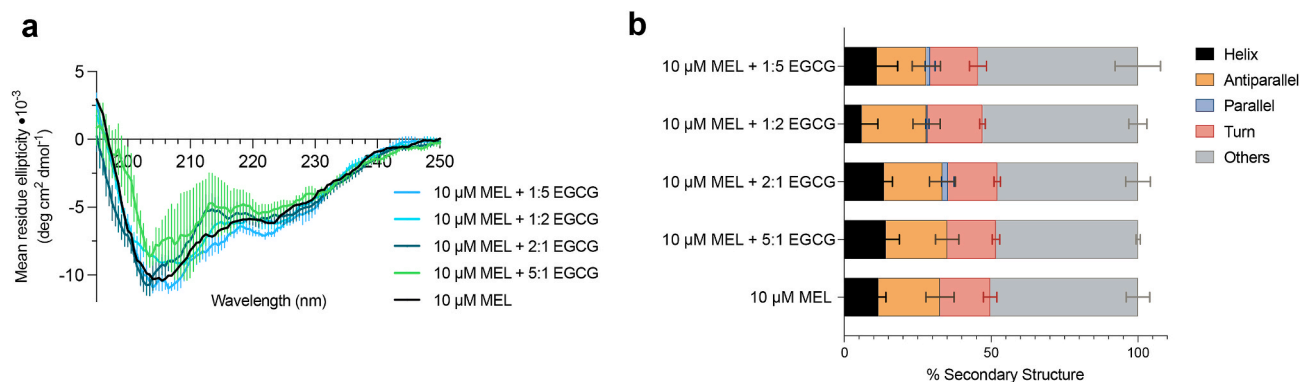 a
5
0
-5
-10
200
210
220
230
240
250
Mean residue ellipticity •10-3
(deg cm2 dmol-1)
Wavelength (nm)
10 µM MEL + 1:5 EGCG
10 µM MEL + 1:2 EGCG
10 µM MEL + 2:1 EGCG
10 µM MEL + 5:1 EGCG
10 µM MEL
b
10 µM MEL + 1:5 EGCG
10 µM MEL + 1:2 EGCG
10 µM MEL + 2:1 EGCG
10 µM MEL + 5:1 EGCG
10 µM MEL
0
50
100
% Secondary Structure
Helix
Antiparallel
Parallel
Turn
Others